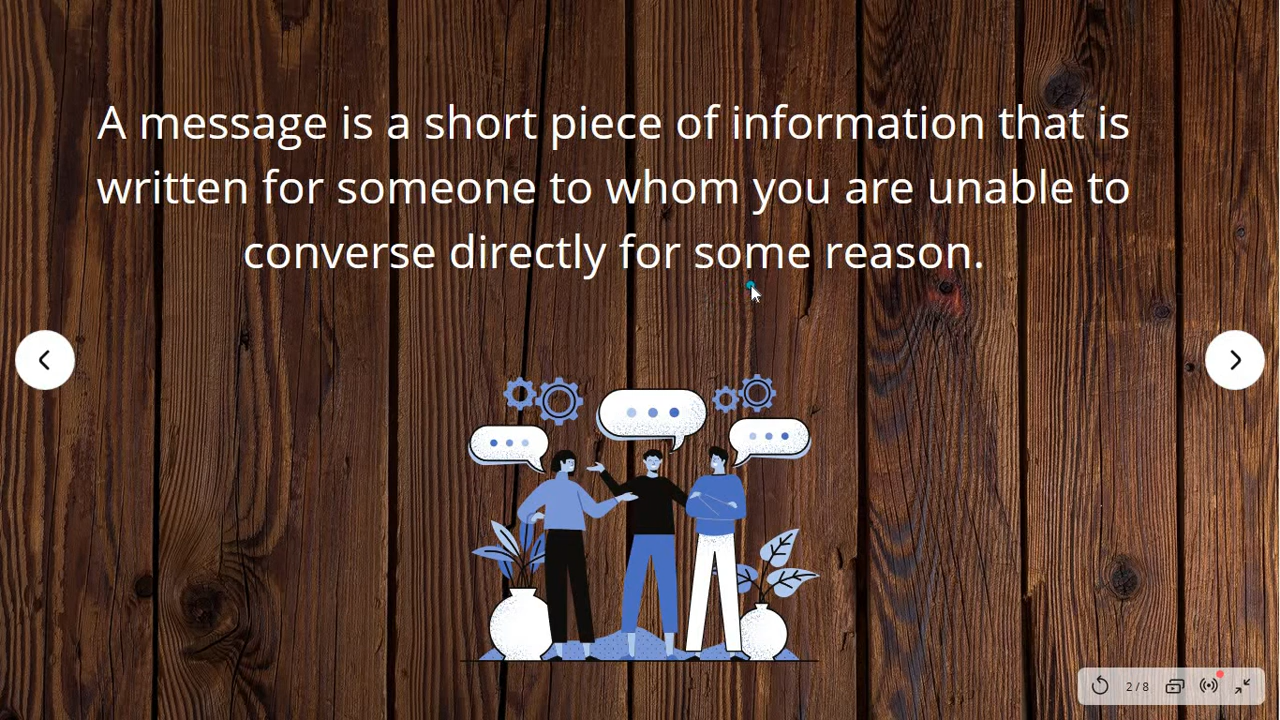 A message is a short piece of information that is
written for someone to whom you are unable to
converse directly for some reason.
2 / 8